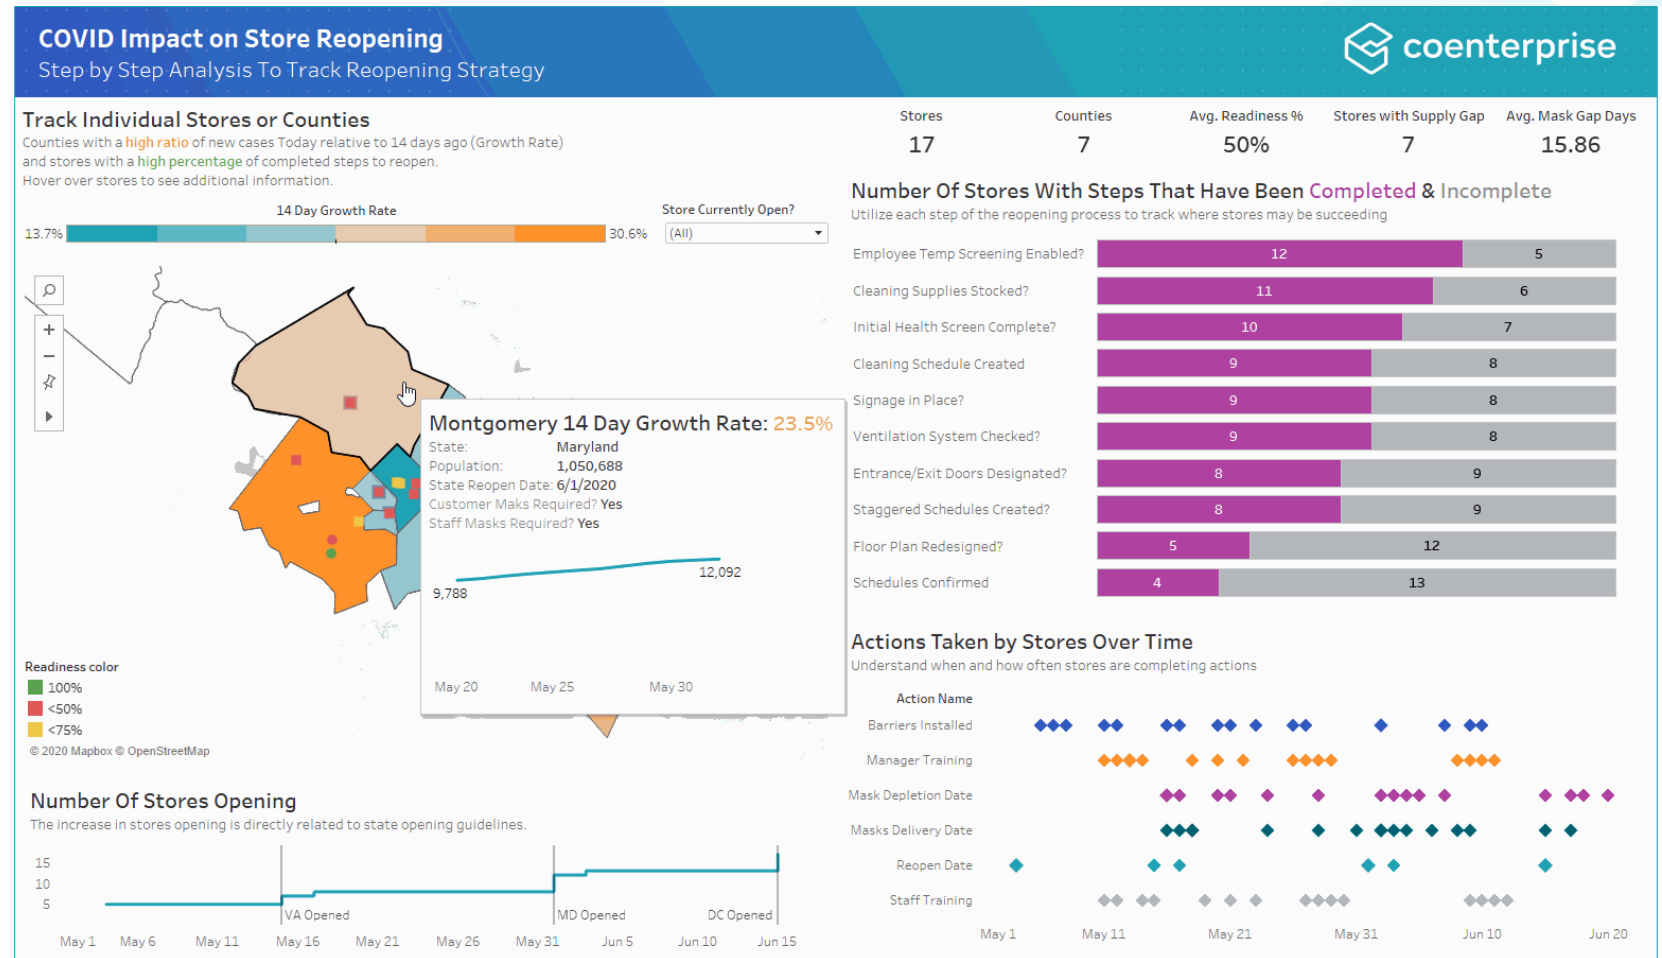 COVID Impact on Store Reopening
Step by Step Analysis To Track Reopening Strategy
coenterprise
Track Individual Stores or Counties
Counties with a high ratio of new cases Today relative to 14 days ago (Growth Rate)
and stores with a high percentage of completed steps to reopen.
Hover over stores to see additional information.
14 Day Growth Rate
13.7%
30.6%
Store Currently Open?
(All)
Stores
Counties
Avg. Readiness %
Stores with Supply Gap
Avg. Mask Gap Days
17
7
50%
7
15.86
Number Of Stores With Steps That Have Been Completed & Incomplete
Utilize each step of the reopening process to track where stores may be succeeding
Employee Temp Screening Enabled? 12 5
Cleaning Supplies Stocked? 11 6
Initial Health Screen Complete? 10 7
Cleaning Schedule Created 9 8
Signage in Place? 9 8
Ventilation System Checked? 9 8
Entrance/Exit Doors Designated? 8 9
Staggered Schedules Created? 8 9
Floor Plan Redesigned? 5 12
Schedules Confirmed 4 13
Montgomery 14 Day Growth Rate: 23.5%
State: Maryland
Population: 1,050,688
State Reopen Date: 6/1/2020
Customer Maks Required? Yes
Staff Masks Required? Yes
12,092
9,788
May 20 May 25 May 30
Readiness color
100%
<50%
<75%
© 2020 Mapbox © OpenStreetMap
Number Of Stores Opening
The increase in stores opening is directly related to state opening guidelines.
15
10
5
VA Opened
MD Opened
DC Opened
May 1 May 6 May 11 May 16 May 21 May 26 May 31 Jun 5 Jun 10 Jun 15
Actions Taken by Stores Over Time
Understand when and how often stores are completing actions
Action Name
Barriers Installed
Manager Training
Mask Depletion Date
Masks Delivery Date
Reopen Date
Staff Training
May 1 May 11 May 21 May 31 Jun 10 Jun 20